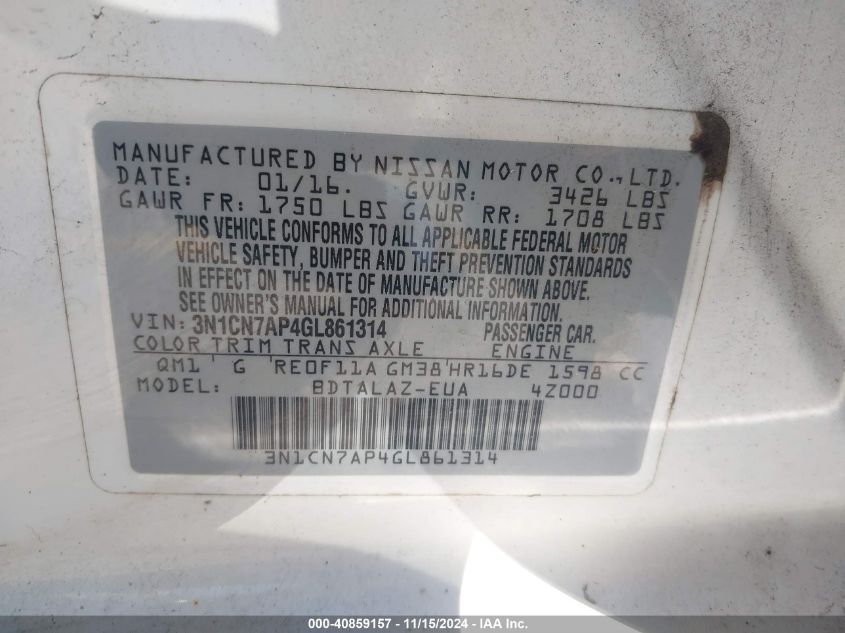 MANUFACTURED BY NISSAN MOTOR CO., LTD.
DATE: 01/16. GVWR: 3426 LBS
GAWR FR: 1750 LBS GAWR RR: 1708 LBS
THIS VEHICLE CONFORMS TO ALL APPLICABLE FEDERAL MOTOR
VEHICLE SAFETY, BUMPER AND THEFT PREVENTION STANDARDS
IN EFFECT ON THE DATE OF MANUFACTURE SHOWN ABOVE.
SEE OWNER'S MANUAL FOR ADDITIONAL INFORMATION.
VIN: 3N1CN7AP4GL861314 PASSENGER CAR.
COLOR TRIM TRANS AXLE ENGINE
QM1 G RE0F11A GM38 HR16DE 1598 CC
MODEL: BDTALAZ-EUA 4Z000
3N1CN7AP4GL861314
000-40859157 - 11/15/2024 - IAA Inc.